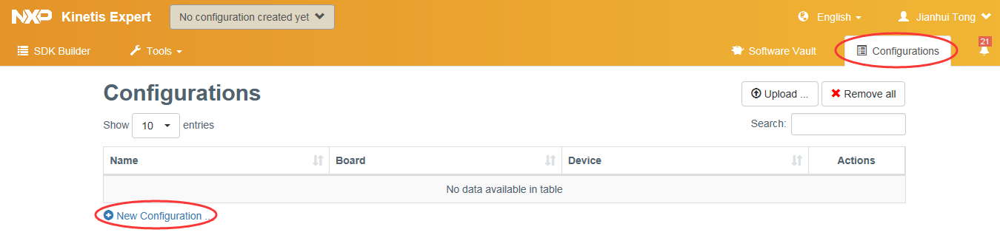 NXP Kinetis Expert No configuration created yet English Jianhui Tong
SDK Builder Tools Software Vault Configurations 21
Configurations Upload ... Remove all
Show 10 entries Search:
Name Board Device Actions
No data available in table
New Configuration ..